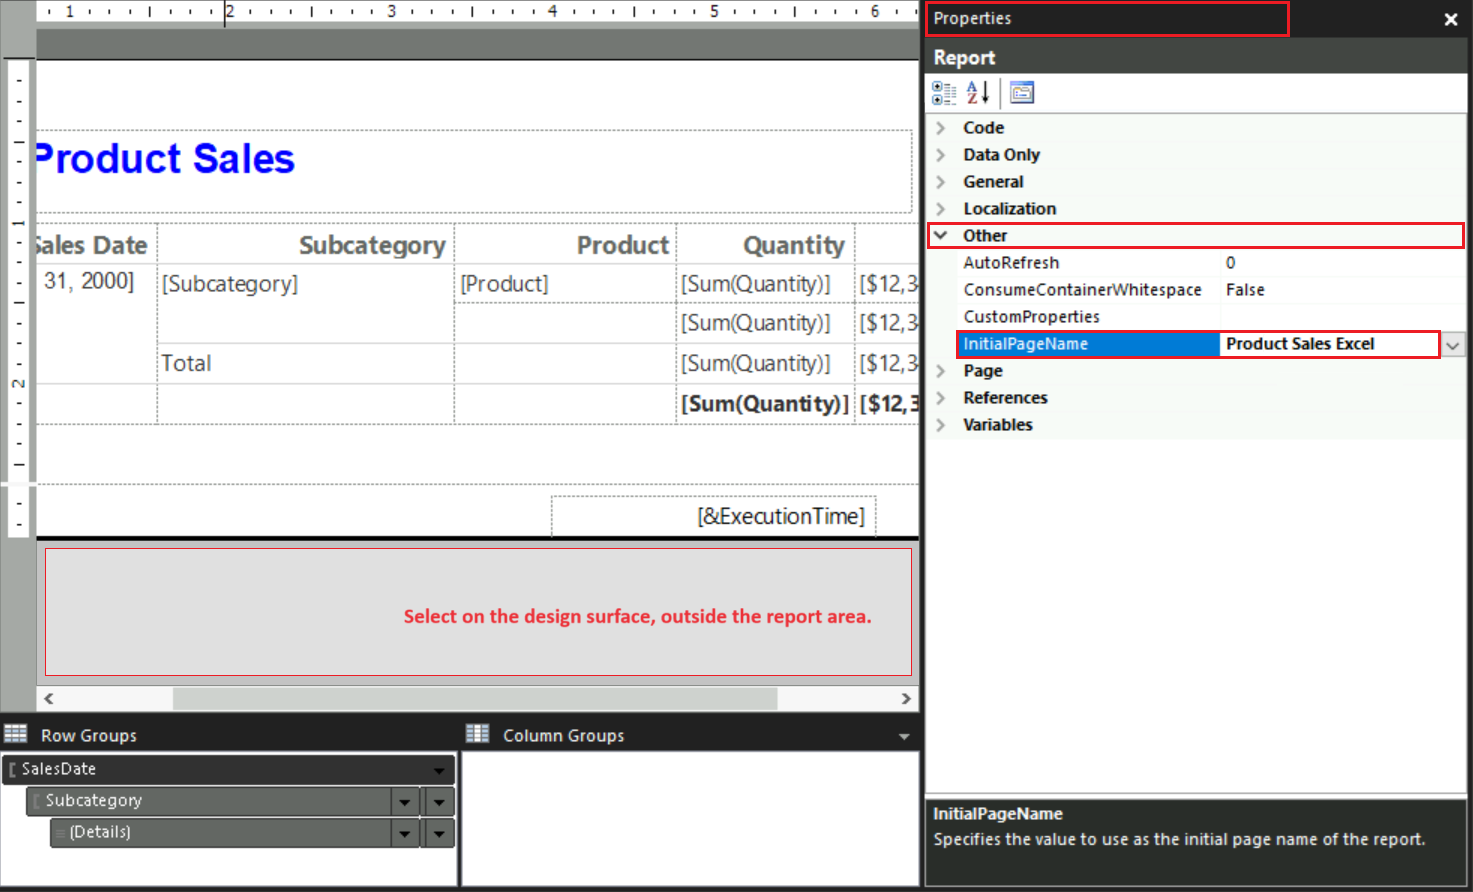 1 2 3 4 5 6
Product Sales
1
Sales Date Subcategory Product Quantity
31, 2000] [Subcategory] [Product] [Sum(Quantity)] [$12,3
[Sum(Quantity)] [$12,3
Total [Sum(Quantity)] [$12,3
2
[Sum(Quantity)] [$12,3
[&ExecutionTime]
Select on the design surface, outside the report area.
Row Groups
Column Groups
SalesDate
Subcategory
(Details)
Properties
Report
Code
Data Only
General
Localization
Other
AutoRefresh 0
ConsumeContainerWhitespace False
CustomProperties
InitialPageName Product Sales Excel
Page
References
Variables
InitialPageName
Specifies the value to use as the initial page name of the report.